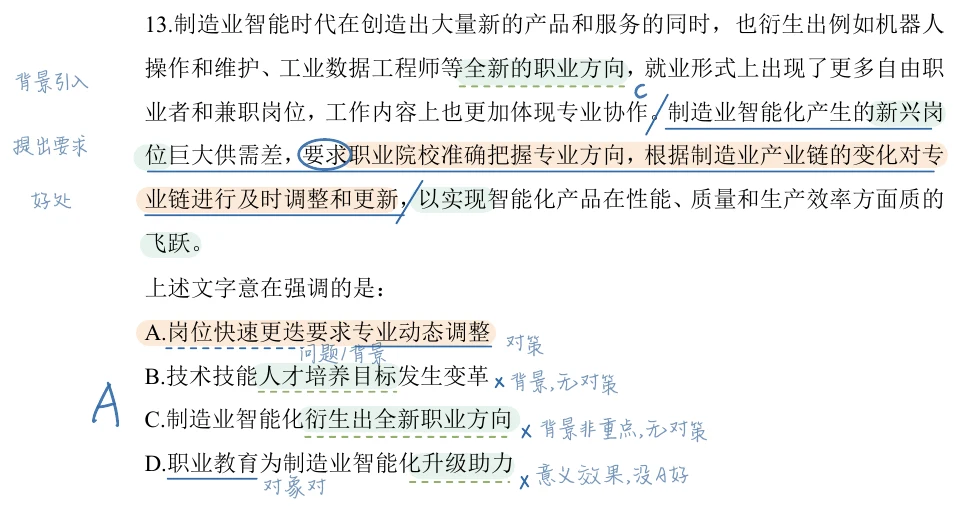 13.制造业智能时代在创造出大量新的产品和服务的同时，也衍生出例如机器人
操作和维护、工业数据工程师等全新的职业方向，就业形式上出现了更多自由职
背景引入
业者和兼职岗位，工作内容上也更加体现专业协作。制造业智能化产生的新兴岗
C
提出要求
位巨大供需差，要求职业院校准确把握专业方向，根据制造业产业链的变化对专
好处
业链进行及时调整和更新，以实现智能化产品在性能、质量和生产效率方面质的
飞跃。
上述文字意在强调的是：
A.岗位快速更迭要求专业动态调整
对策
问题/背景
B.技术技能人才培养目标发生变革
×背景,无对策
A
C.制造业智能化衍生出全新职业方向
×背景非重点,无对策
D.职业教育为制造业智能化升级助力
×意义效果,没A好
对象对